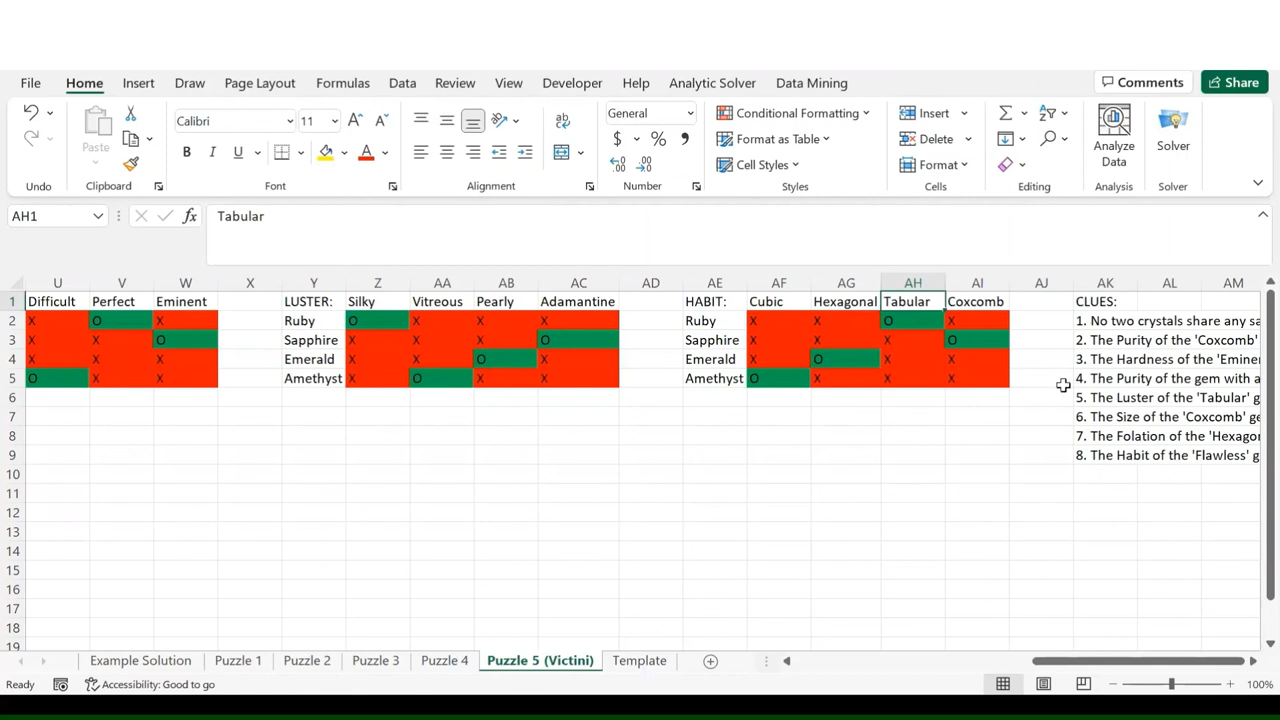 File Home Insert Draw Page Layout Formulas Data Review View Developer Help Analytic Solver Data Mining Comments Share
Calibri 11 General Conditional Formatting Insert
Paste B I U $ % Format as Table Delete Analyze Data Solver
Cell Styles Format
Undo Clipboard Font Alignment Number Styles Cells Editing Analysis Solver
AH1 fx Tabular
U V W X Y Z AA AB AC AD AE AF AG AH AI AJ AK AL AM
1 Difficult Perfect Eminent LUSTER: Silky Vitreous Pearly Adamantine HABIT: Cubic Hexagonal Tabular Coxcomb CLUES:
2 X O X Ruby O X X X Ruby X X O X 1. No two crystals share any sa
3 X X O Sapphire X X X O Sapphire X X X O 2. The Purity of the 'Coxcomb'
4 X X X Emerald X X O X Emerald X O X X 3. The Hardness of the 'Eminer
5 O X X Amethyst X O X X Amethyst O X X X 4. The Purity of the gem with a
6 5. The Luster of the 'Tabular' g
7 6. The Size of the 'Coxcomb' ge
8 7. The Folation of the 'Hexagor
9 8. The Habit of the 'Flawless' g
10
11
12
13
14
15
16
17
18
19
Example Solution Puzzle 1 Puzzle 2 Puzzle 3 Puzzle 4 Puzzle 5 (Victini) Template
Ready Accessibility: Good to go 100%